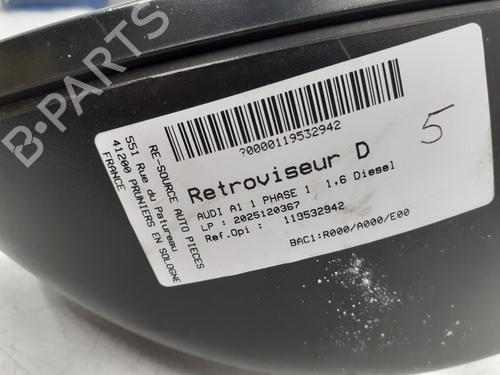 RE-SOURCE AUTO PIECES
551 Rue du Patureau
41200 PRUNIERS EN SOLOGNE
FRANCE
?0000119532942
Retroviseur D
AUDI A1 1 PHASE 1 1,6 Diesel
LP : 2025120367
Ref.Opi : 119532942
BAC1:R000/A000/E00
5
B-PARTS